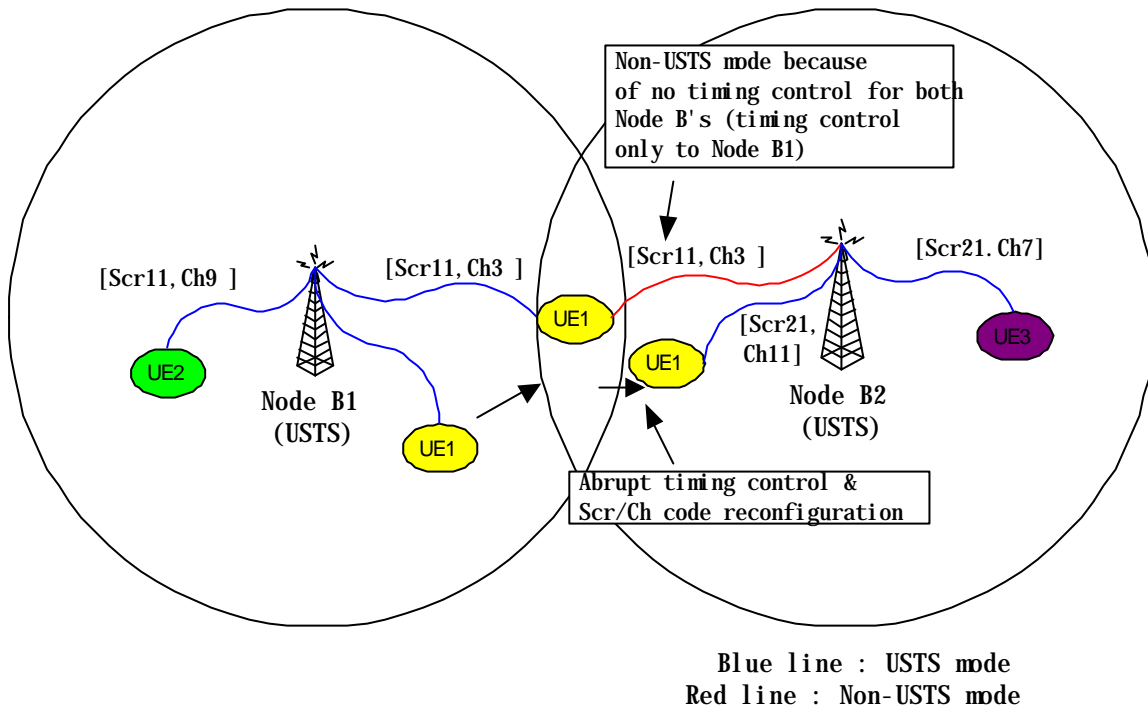 Non-USTS mode because
of no timing control for both
Node B's (timing control
only to Node B1)
[Scr11,Ch9 ]
[Scr11,Ch3 ]
[Scr11,Ch3 ]
[Scr21.Ch7]
UE1
[Scr21,
Ch11]
UE2
UE1
UE3
Node B1
(USTS)
Node B2
(USTS)
UE1
Abrupt timing control &
Scr/Ch code reconfiguration
Blue line : USTS mode
Red line : Non-USTS mode